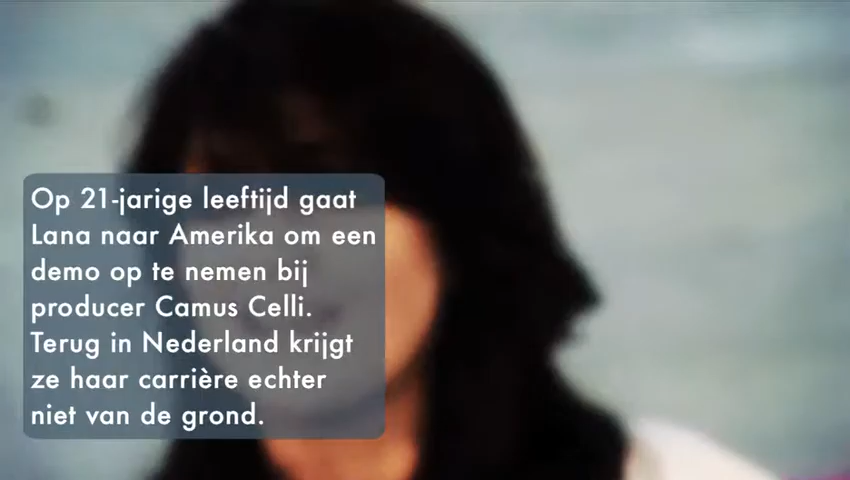 Op 21-jarige leeftijd gaat
Lana naar Amerika om een
demo op te nemen bij
producer Camus Celli.
Terug in Nederland krijgt
ze haar carrière echter
niet van de grond.